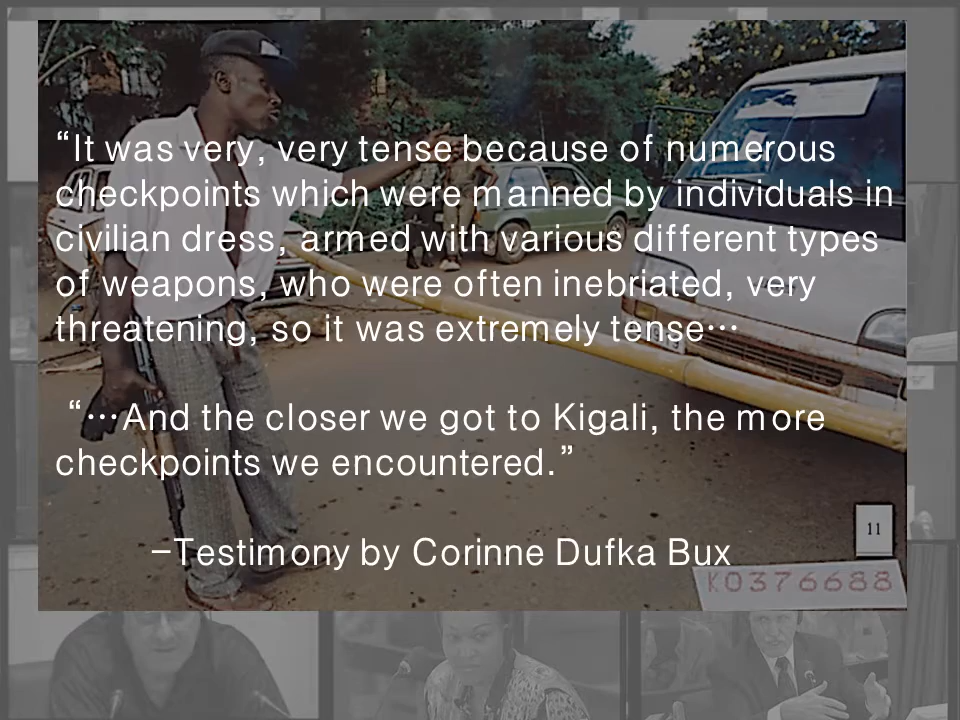 “It was very, very tense because of numerous
checkpoints which were manned by individuals in
civilian dress, armed with various different types
of weapons, who were often inebriated, very
threatening, so it was extremely tense…
“…And the closer we got to Kigali, the more
checkpoints we encountered.”
–Testimony by Corinne Dufka Bux
11
K0376688